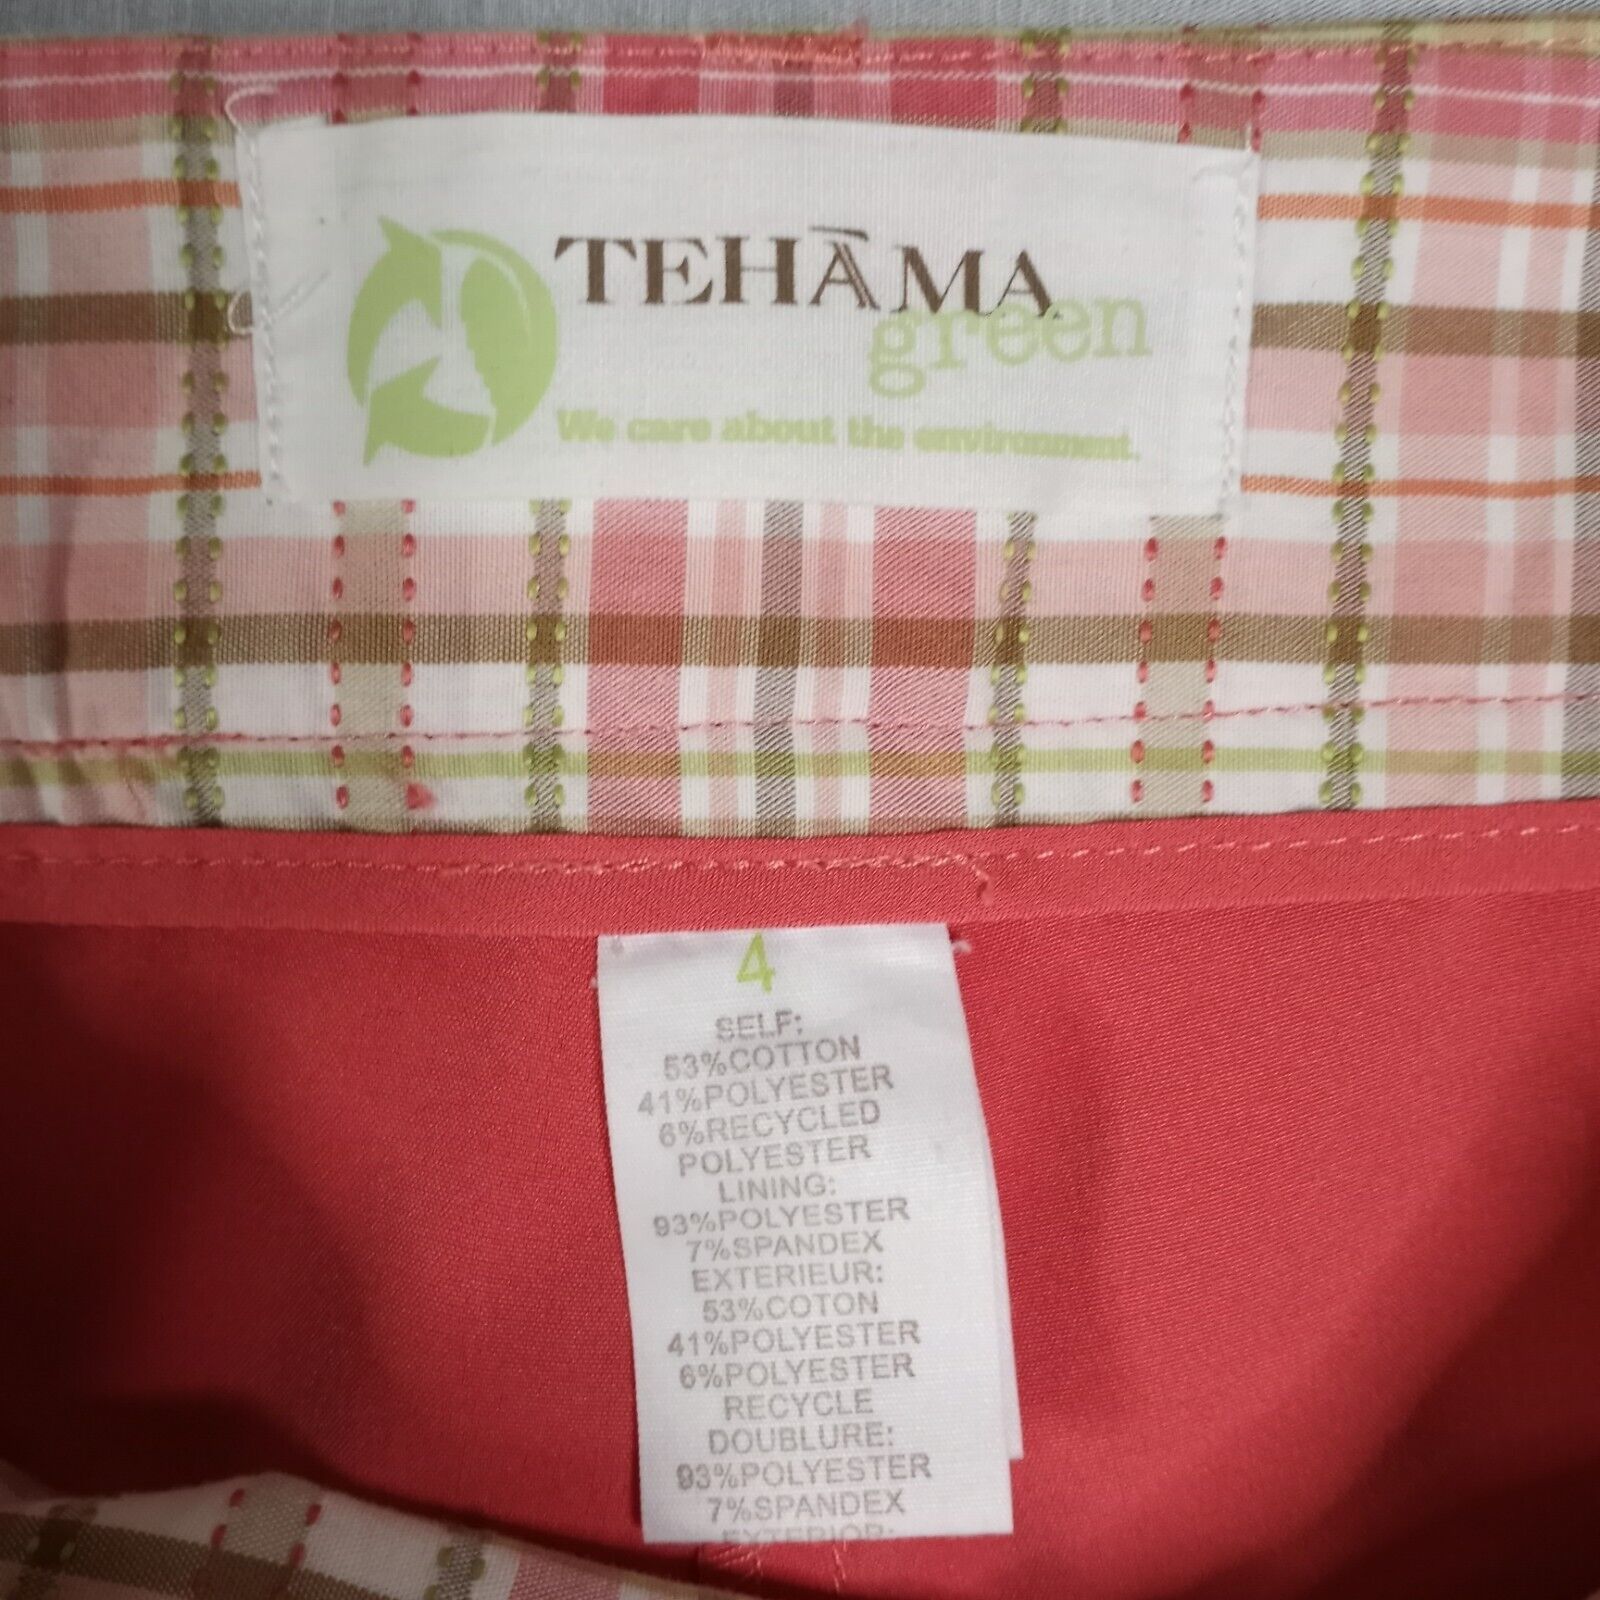 TEHĀMA
green
We care about the environment.
4
SELF:
53%COTTON
41%POLYESTER
6%RECYCLED
POLYESTER
LINING:
93%POLYESTER
7%SPANDEX
EXTERIEUR:
53%COTON
41%POLYESTER
6%POLYESTER
RECYCLE
DOUBLURE:
93%POLYESTER
7%SPANDEX
EXTERIOR: